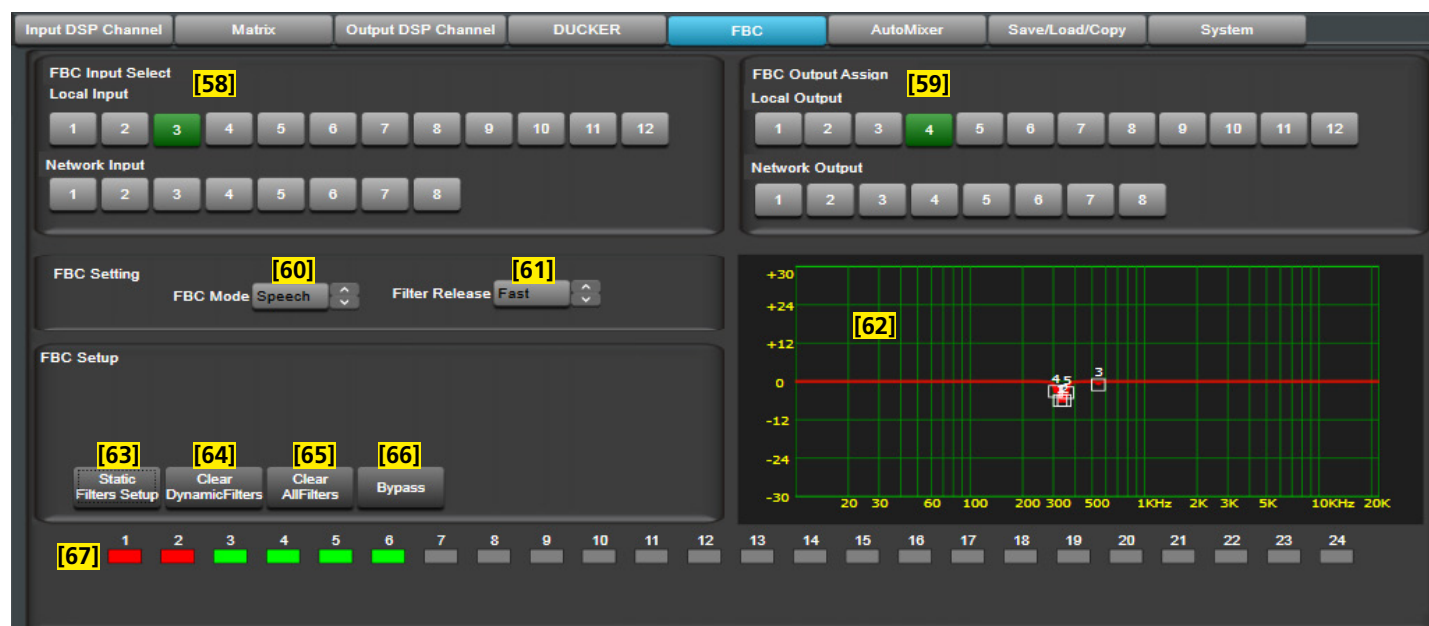 Input DSP Channel Matrix Output DSP Channel DUCKER FBC AutoMixer Save/Load/Copy System
FBC Input Select
[58]
Local Input
1 2 3 4 5 6 7 8 9 10 11 12
Network Input
1 2 3 4 5 6 7 8
FBC Output Assign
[59]
Local Output
1 2 3 4 5 6 7 8 9 10 11 12
Network Output
1 2 3 4 5 6 7 8
FBC Setting
[60] [61]
FBC Mode Speech Filter Release Fast
FBC Setup
[63] [64] [65] [66]
Static
Filters Setup
Clear
DynamicFilters
Clear
AllFilters
Bypass
[62]
+30
+24
+12
0
-12
-24
-30
4 5 3
20 30 60 100 200 300 500 1KHz 2K 3K 5K 10KHz 20K
1 2 3 4 5 6 7 8 9 10 11 12 13 14 15 16 17 18 19 20 21 22 23 24
[67]